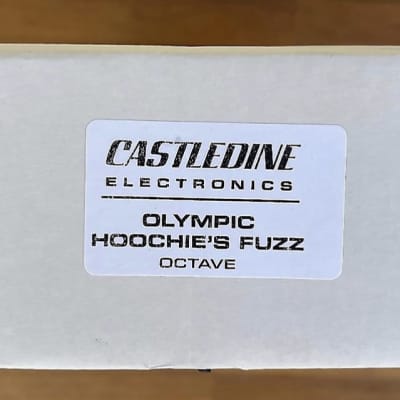 CASTLEDINE
ELECTRONICS
OLYMPIC
HOOCHIE'S FUZZ
OCTAVE